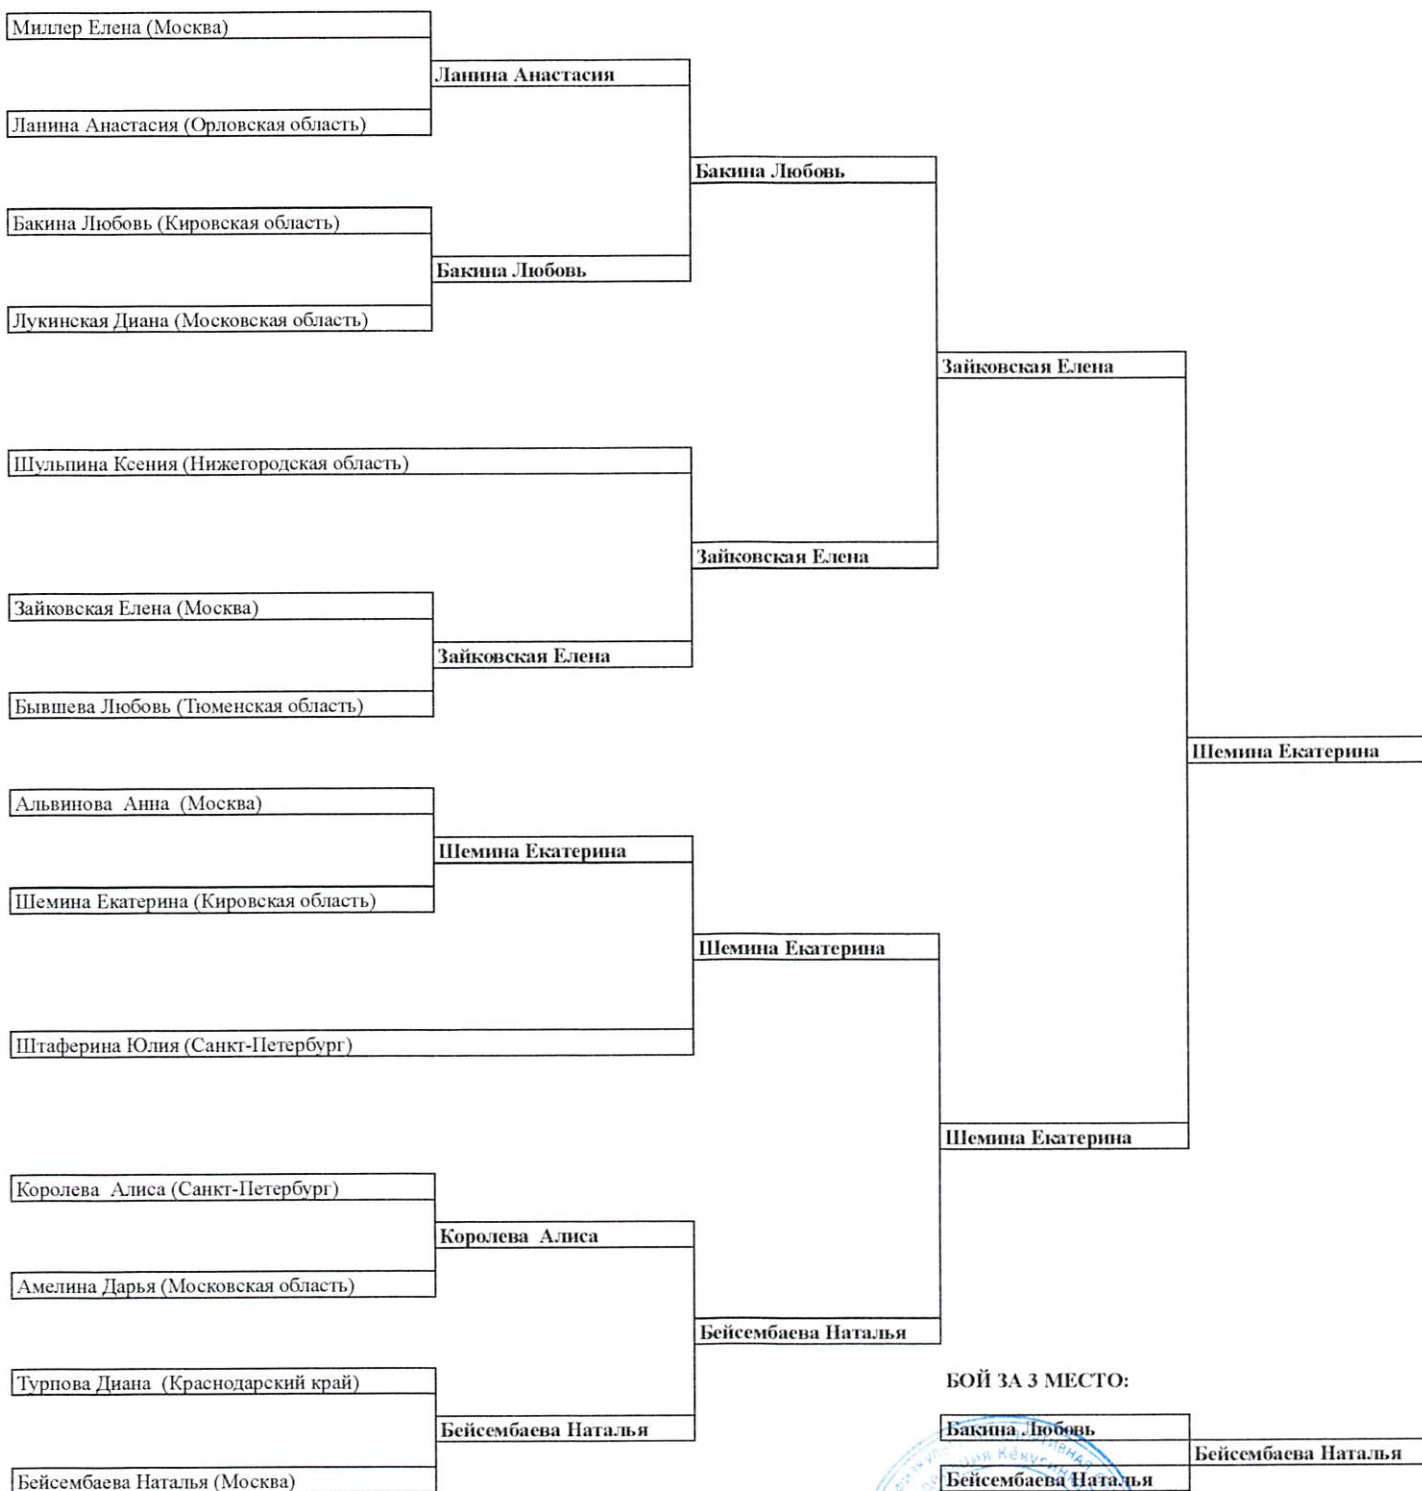 Миллер Елена (Москва)
Ланина Анастасия
Ланина Анастасия (Орловская область)
Бакина Любовь
Бакина Любовь (Кировская область)
Бакина Любовь
Лукинская Диана (Московская область)
Зайковская Елена
Шульпина Ксения (Нижегородская область)
Зайковская Елена
Зайковская Елена (Москва)
Зайковская Елена
Бывшева Любовь (Тюменская область)
Шемина Екатерина
Альвинова Анна (Москва)
Шемина Екатерина
Шемина Екатерина (Кировская область)
Шемина Екатерина
Штаферина Юлия (Санкт-Петербург)
Шемина Екатерина
Королева Алиса (Санкт-Петербург)
Королева Алиса
Амелина Дарья (Московская область)
Бейсембаева Наталья
Турпова Диана (Краснодарский край)
БОЙ ЗА 3 МЕСТО:
Бейсембаева Наталья
Бакина Любовь
Бейсембаева Наталья
Бейсембаева Наталья (Москва)
Бейсембаева Наталья